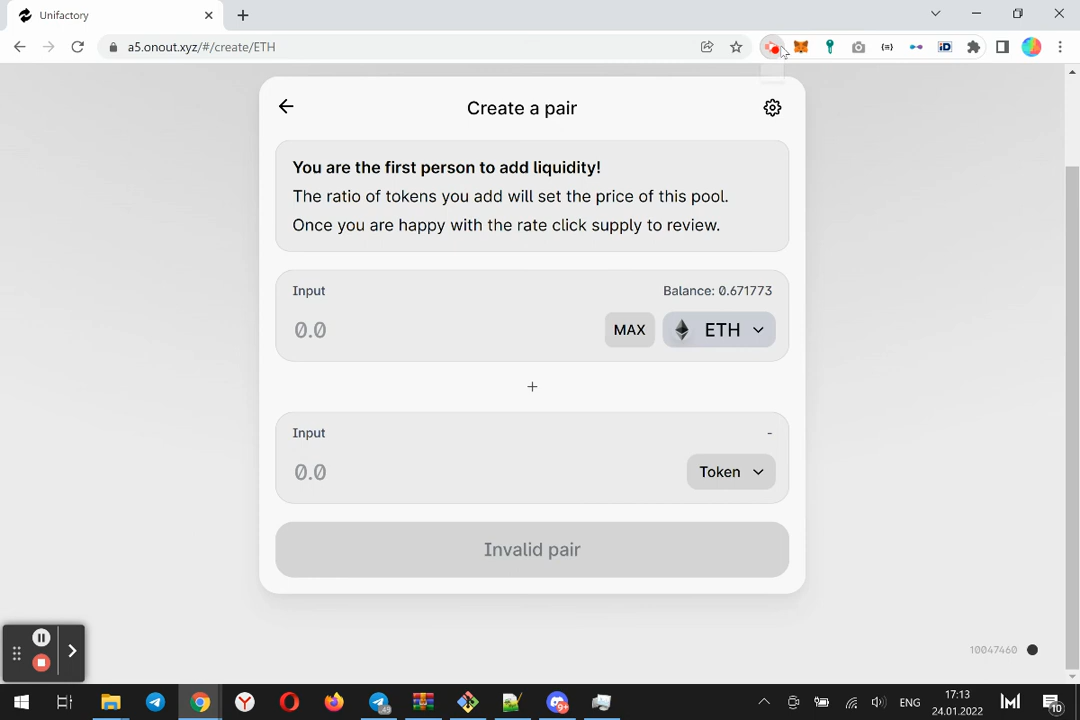 Unifactory
a5.onout.xyz/#/create/ETH
{=}
iD
Create a pair
You are the first person to add liquidity!
The ratio of tokens you add will set the price of this pool.
Once you are happy with the rate click supply to review.
Input
Balance: 0.671773
0.0
MAX
ETH
+
Input
-
0.0
Token
Invalid pair
10047460
ENG
17:13
24.01.2022
10